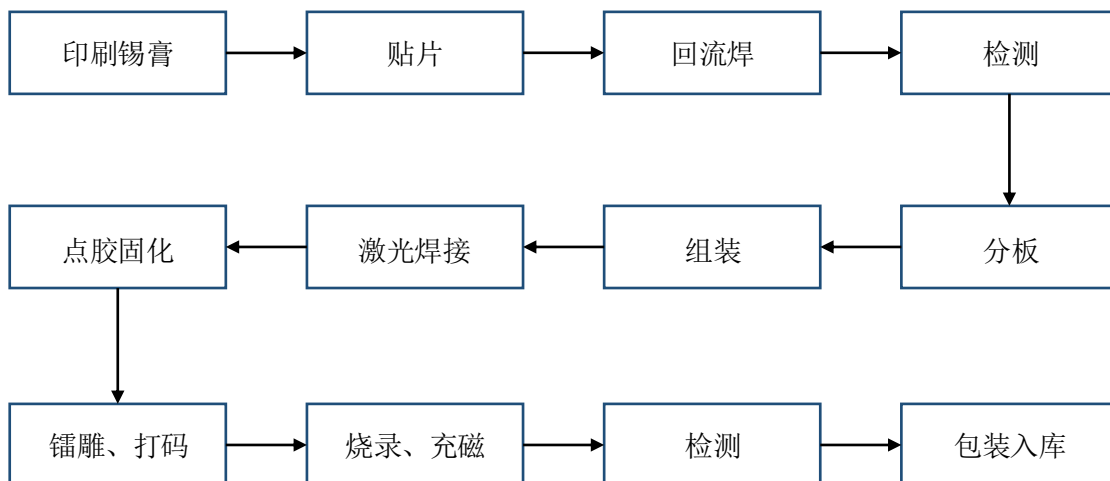 印刷锡膏
贴片
回流焊
检测
分板
组装
激光焊接
点胶固化
镭雕、打码
烧录、充磁
检测
包装入库